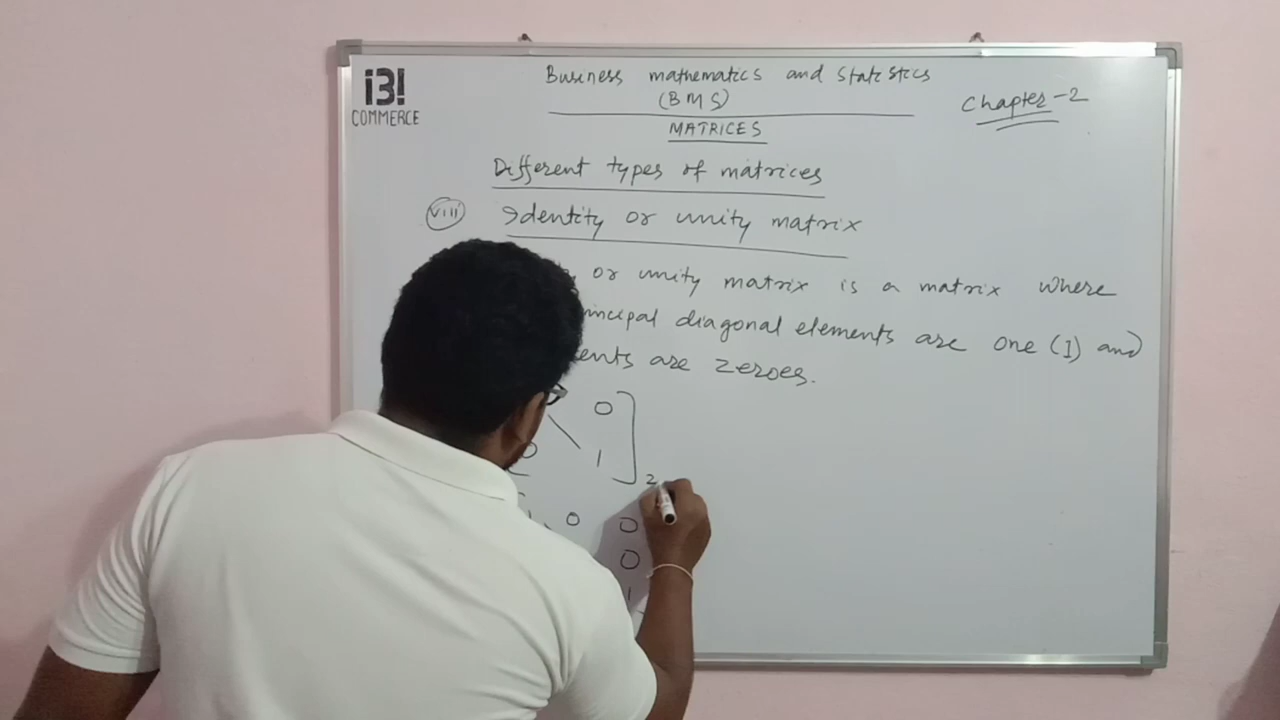 i3!
COMMERCE
Business mathematics and statistics
(BMS)
Chapter-2
MATRICES
Different types of matrices
viii Identity or unity matrix
or unity matrix is a matrix where
diagonal elements are one (1) and
are zeroes.
0
1
2
0 0
0
1